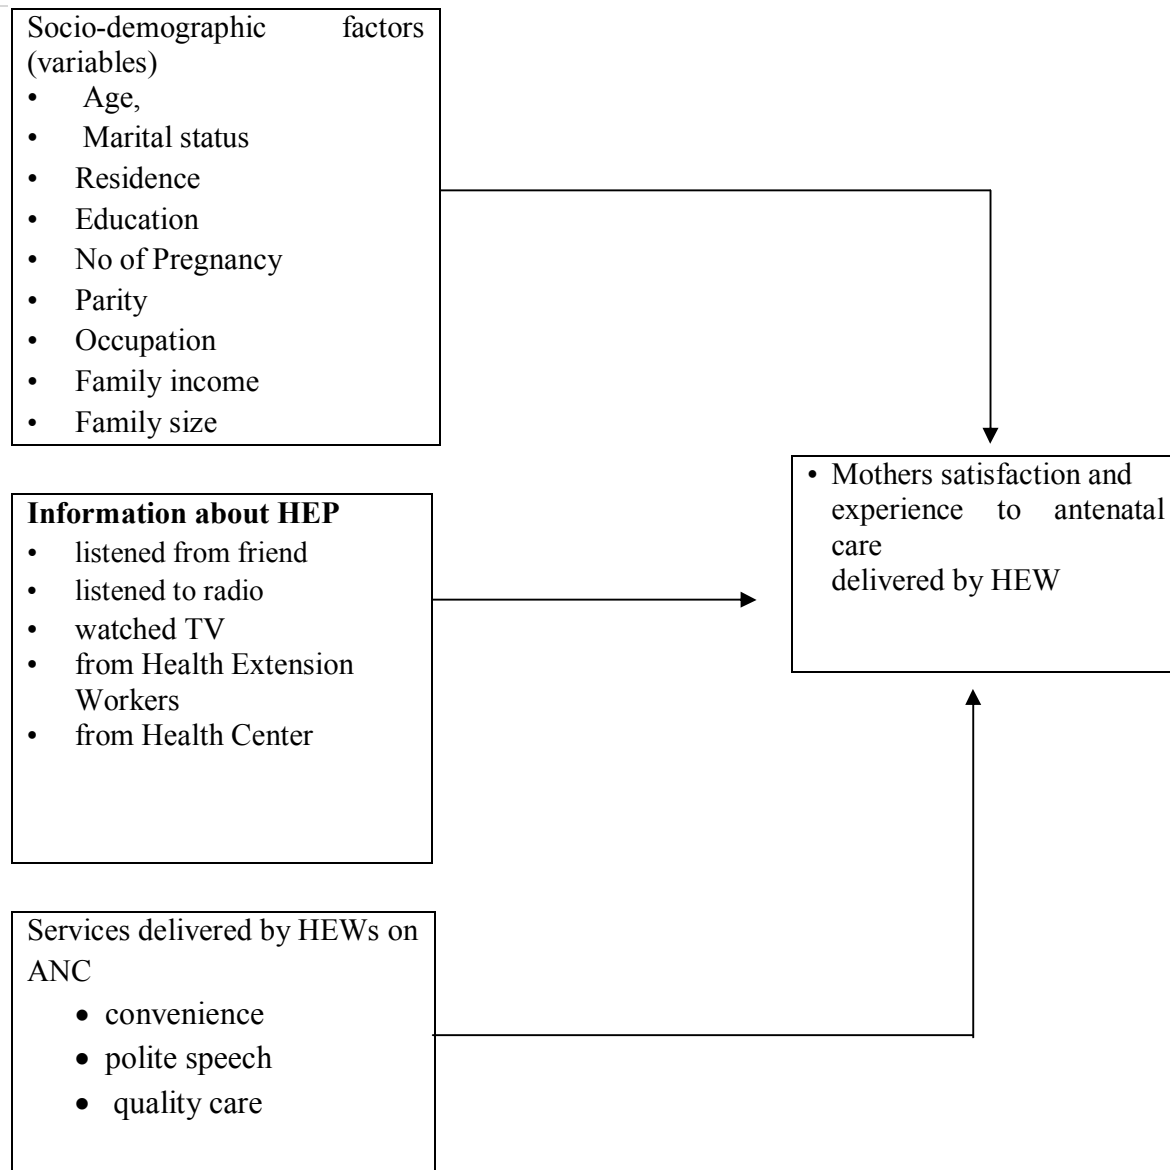 Socio-demographic factors
(variables)
• Age,
• Marital status
• Residence
• Education
• No of Pregnancy
• Parity
• Occupation
• Family income
• Family size
Information about HEP
• listened from friend
• listened to radio
• watched TV
• from Health Extension
Workers
• from Health Center
Services delivered by HEWs on
ANC
• convenience
• polite speech
• quality care
• Mothers satisfaction and
experience to antenatal
care
delivered by HEW